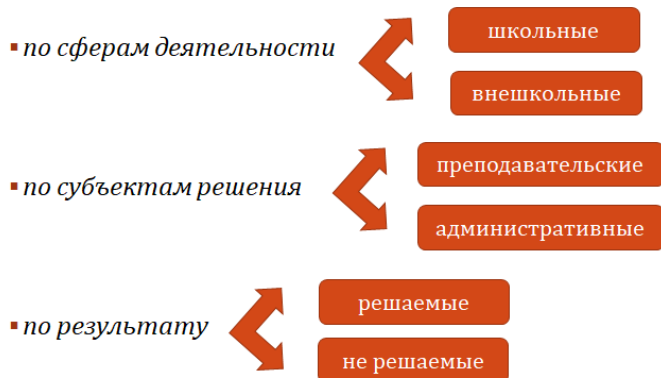 ▪ по сферам деятельности
школьные
внешкольные
▪ по субъектам решения
преподавательские
административные
▪ по результату
решаемые
не решаемые